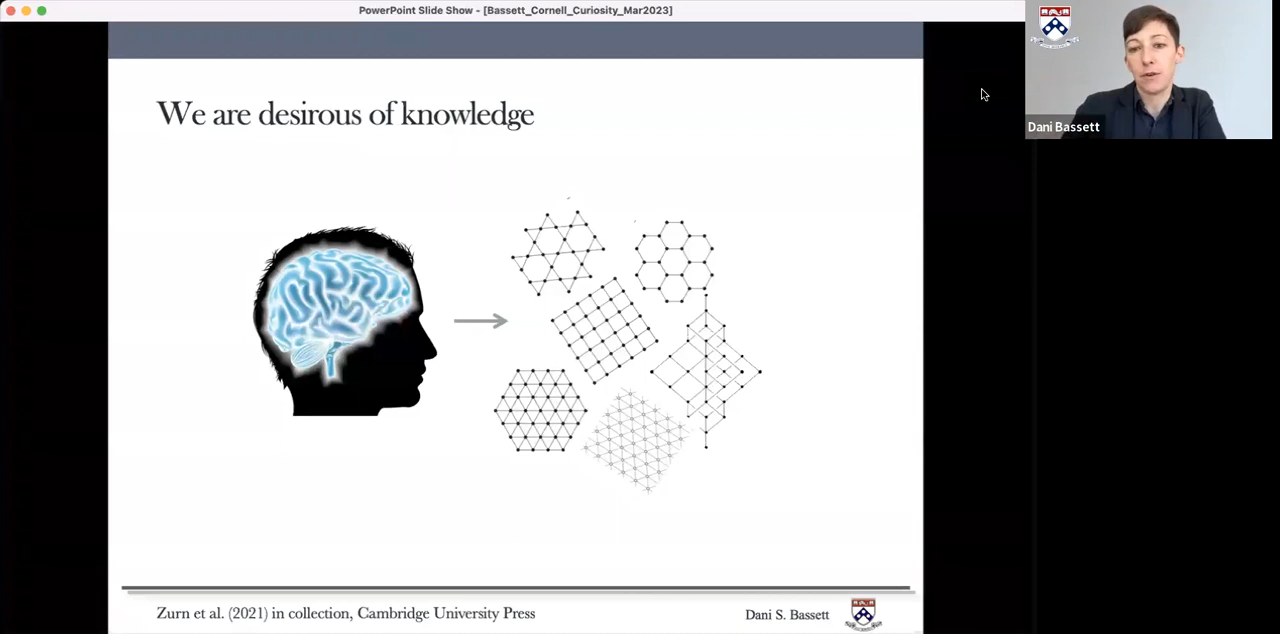 PowerPoint Slide Show - [Bassett_Cornell_Curiosity_Mar2023]
Dani Bassett
We are desirous of knowledge
Zurn et al. (2021) in collection, Cambridge University Press
Dani S. Bassett